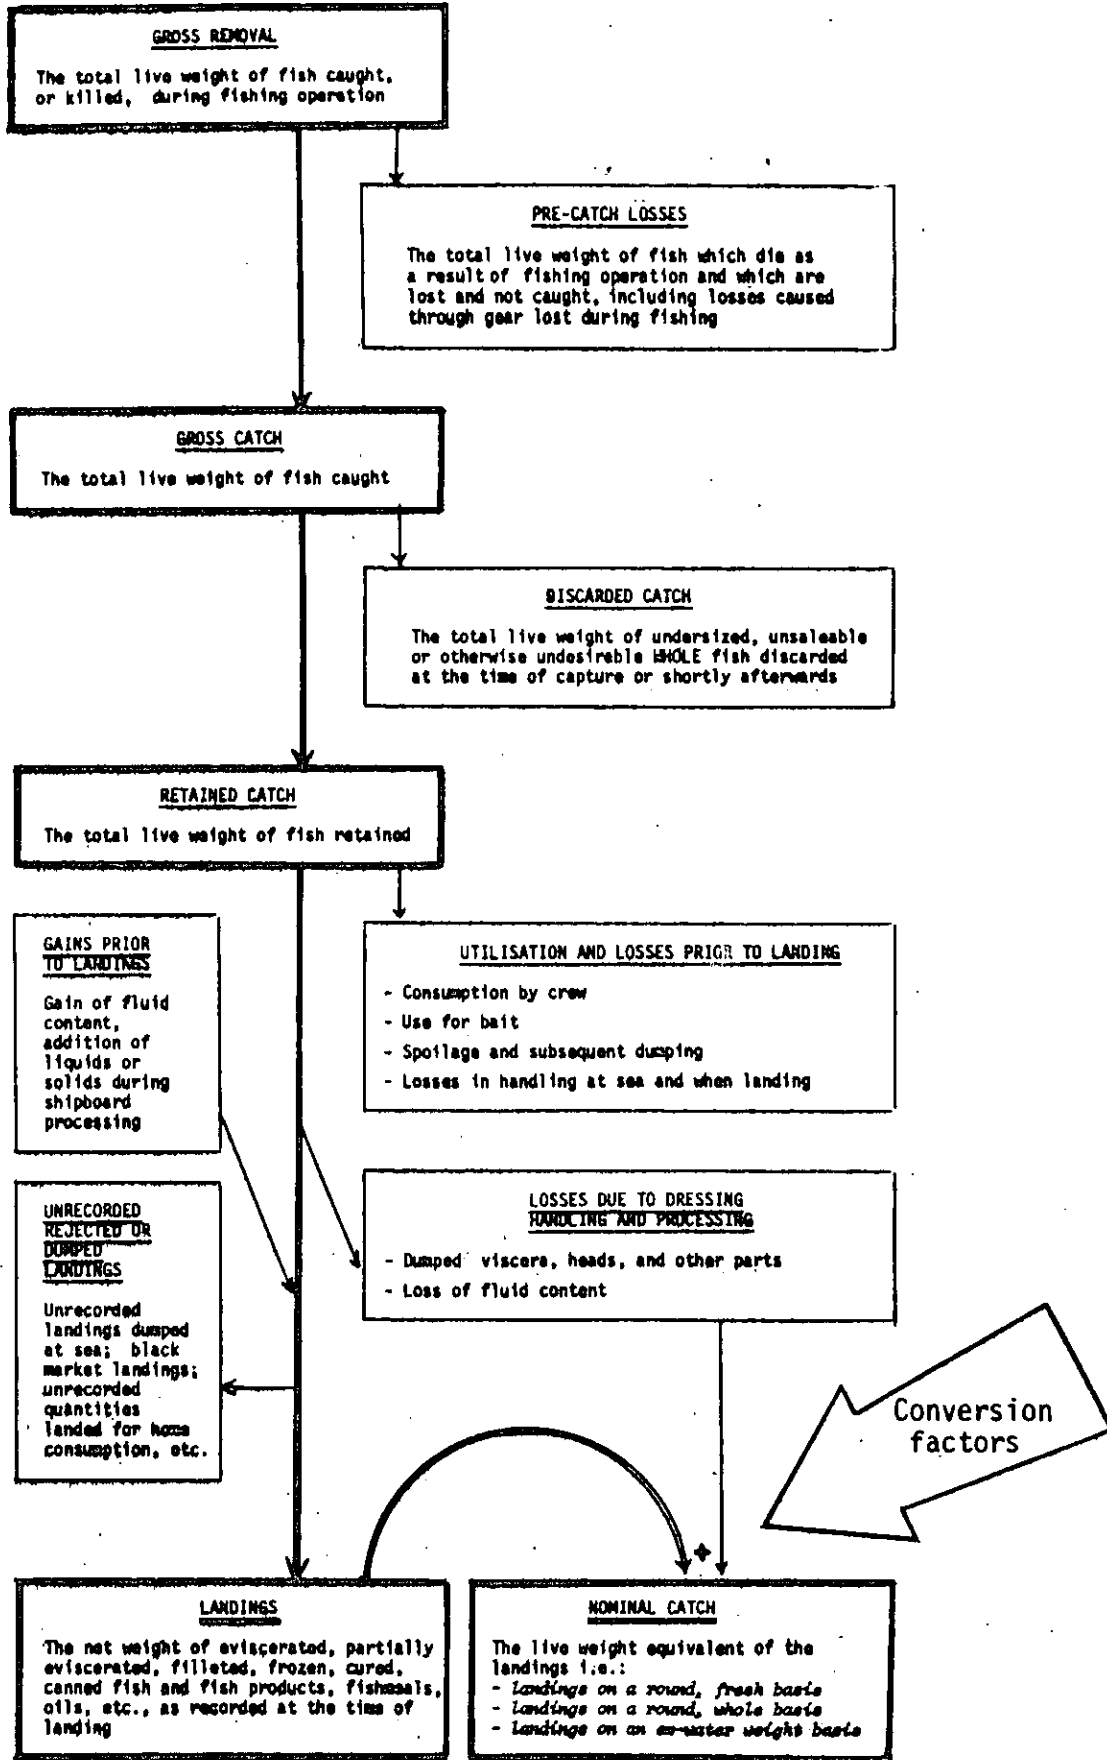 GROSS REMOVAL
The total live weight of fish caught,
or killed, during fishing operation
PRE-CATCH LOSSES
The total live weight of fish which die as
a result of fishing operation and which are
lost and not caught, including losses caused
through gear lost during fishing
GROSS CATCH
The total live weight of fish caught
DISCARDED CATCH
The total live weight of undersized, unsaleable
or otherwise undesirable WHOLE fish discarded
at the time of capture or shortly afterwards
RETAINED CATCH
The total live weight of fish retained
GAINS PRIOR
TO LANDINGS
Gain of fluid
content,
addition of
liquids or
solids during
shipboard
processing
UTILISATION AND LOSSES PRIOR TO LANDING
- Consumption by crew
- Use for bait
- Spoilage and subsequent dumping
- Losses in handling at sea and when landing
UNRECORDED
REJECTED OR
DUMPED
LANDINGS
Unrecorded
landings dumped
at sea; black
market landings;
unrecorded
quantities
landed for home
consumption, etc.
LOSSES DUE TO DRESSING
HANDLING AND PROCESSING
- Dumped viscera, heads, and other parts
- Loss of fluid content
Conversion
factors
+
LANDINGS
The net weight of eviscerated, partially
eviscerated, filleted, frozen, cured,
canned fish and fish products, fishmeals,
oils, etc., as recorded at the time of
landing
NOMINAL CATCH
The live weight equivalent of the
landings i.e.:
- landings on a round, fresh basis
- landings on a round, whole basis
- landings on an ex-water weight basis